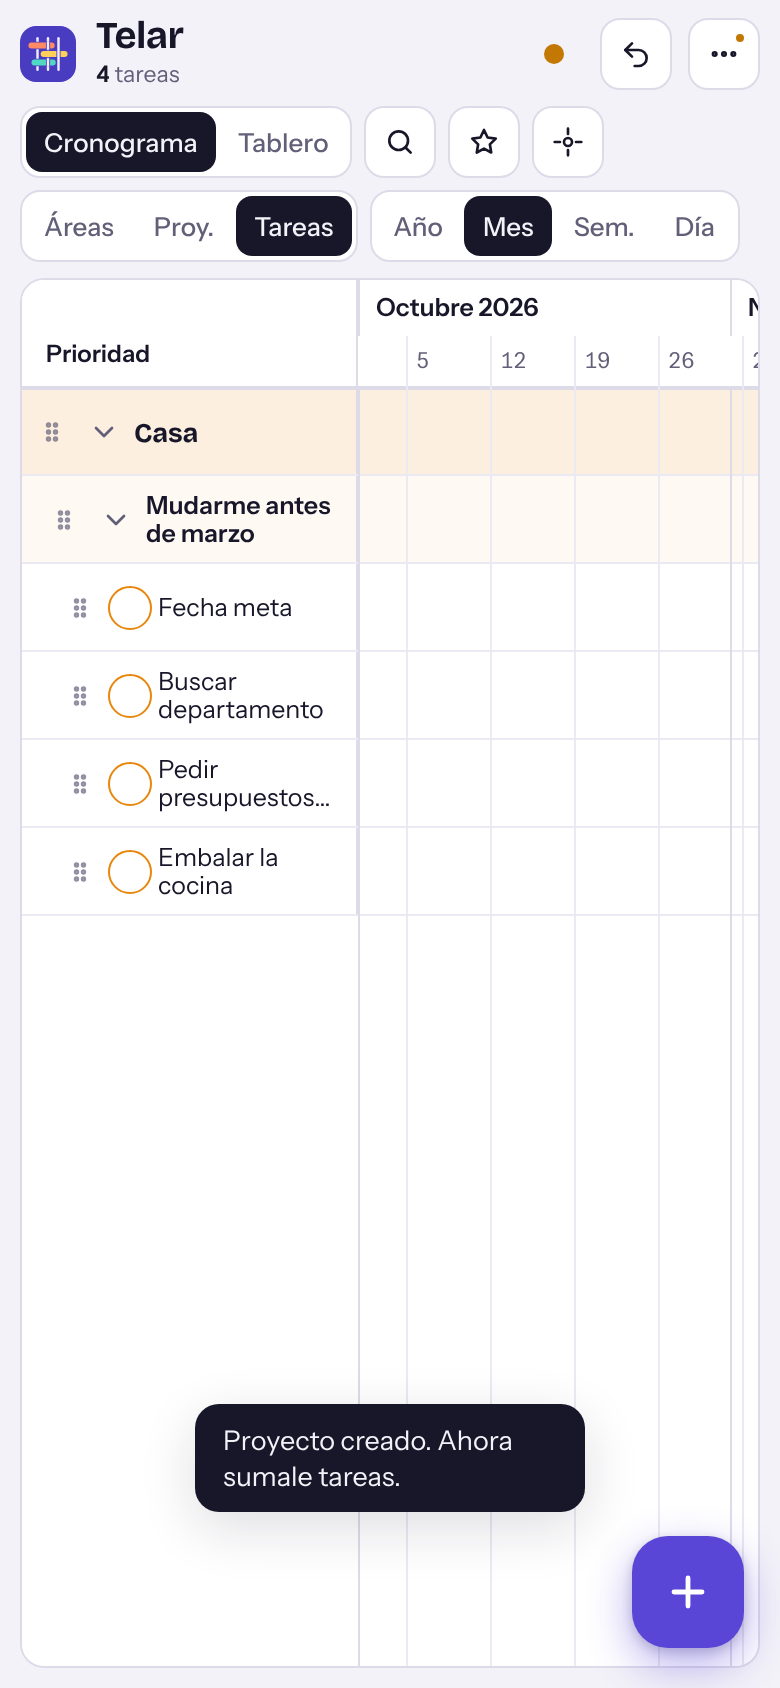 Telar
4 tareas
Cronograma
Tablero
Áreas
Proy.
Tareas
Año
Mes
Sem.
Día
Octubre 2026
Prioridad
5
12
19
26
Casa
Mudarme antes
de marzo
Fecha meta
Buscar
departamento
Pedir
presupuestos...
Embalar la
cocina
Proyecto creado. Ahora
sumale tareas.